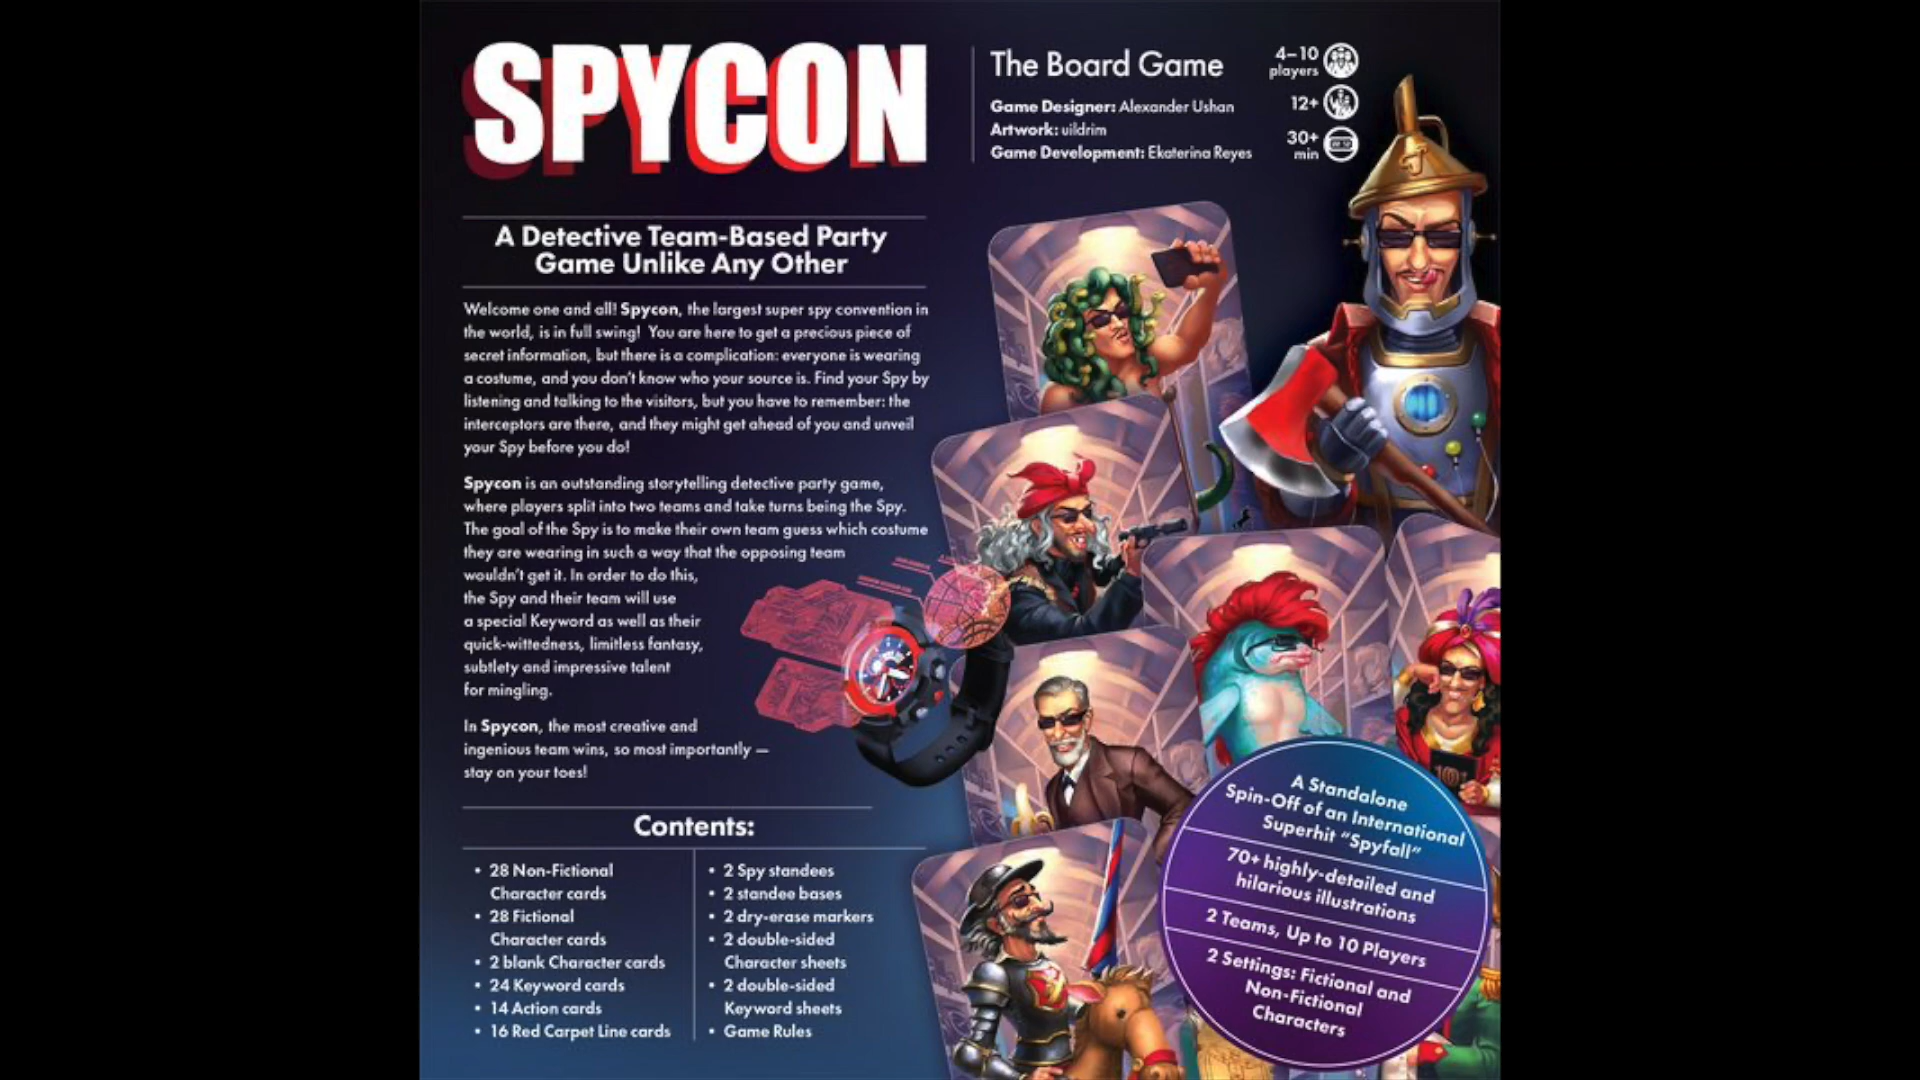 SPYCON
The Board Game
Game Designer: Alexander Ushan
Artwork: uildrim
Game Development: Ekaterina Reyes
4–10
players
12+
30+
min
A Detective Team-Based Party
Game Unlike Any Other
Welcome one and all! Spycon, the largest super spy convention in
the world, is in full swing! You are here to get a precious piece of
secret information, but there is a complication: everyone is wearing
a costume, and you don't know who your source is. Find your Spy by
listening and talking to the visitors, but you have to remember: the
interceptors are there, and they might get ahead of you and unveil
your Spy before you do!
Spycon is an outstanding storytelling detective party game,
where players split into two teams and take turns being the Spy.
The goal of the Spy is to make their own team guess which costume
they are wearing in such a way that the opposing team
wouldn't get it. In order to do this,
the Spy and their team will use
a special Keyword as well as their
quick-wittedness, limitless fantasy,
subtlety and impressive talent
for mingling.
In Spycon, the most creative and
ingenious team wins, so most importantly —
stay on your toes!
Contents:
• 28 Non-Fictional
Character cards
• 28 Fictional
Character cards
• 2 blank Character cards
• 24 Keyword cards
• 14 Action cards
• 16 Red Carpet Line cards
• 2 Spy standees
• 2 standee bases
• 2 dry-erase markers
• 2 double-sided
Character sheets
• 2 double-sided
Keyword sheets
• Game Rules
1001
A Standalone
Spin-Off of an International
Superhit "Spyfall"
70+ highly-detailed and
hilarious illustrations
2 Teams, Up to 10 Players
2 Settings: Fictional and
Non-Fictional
Characters